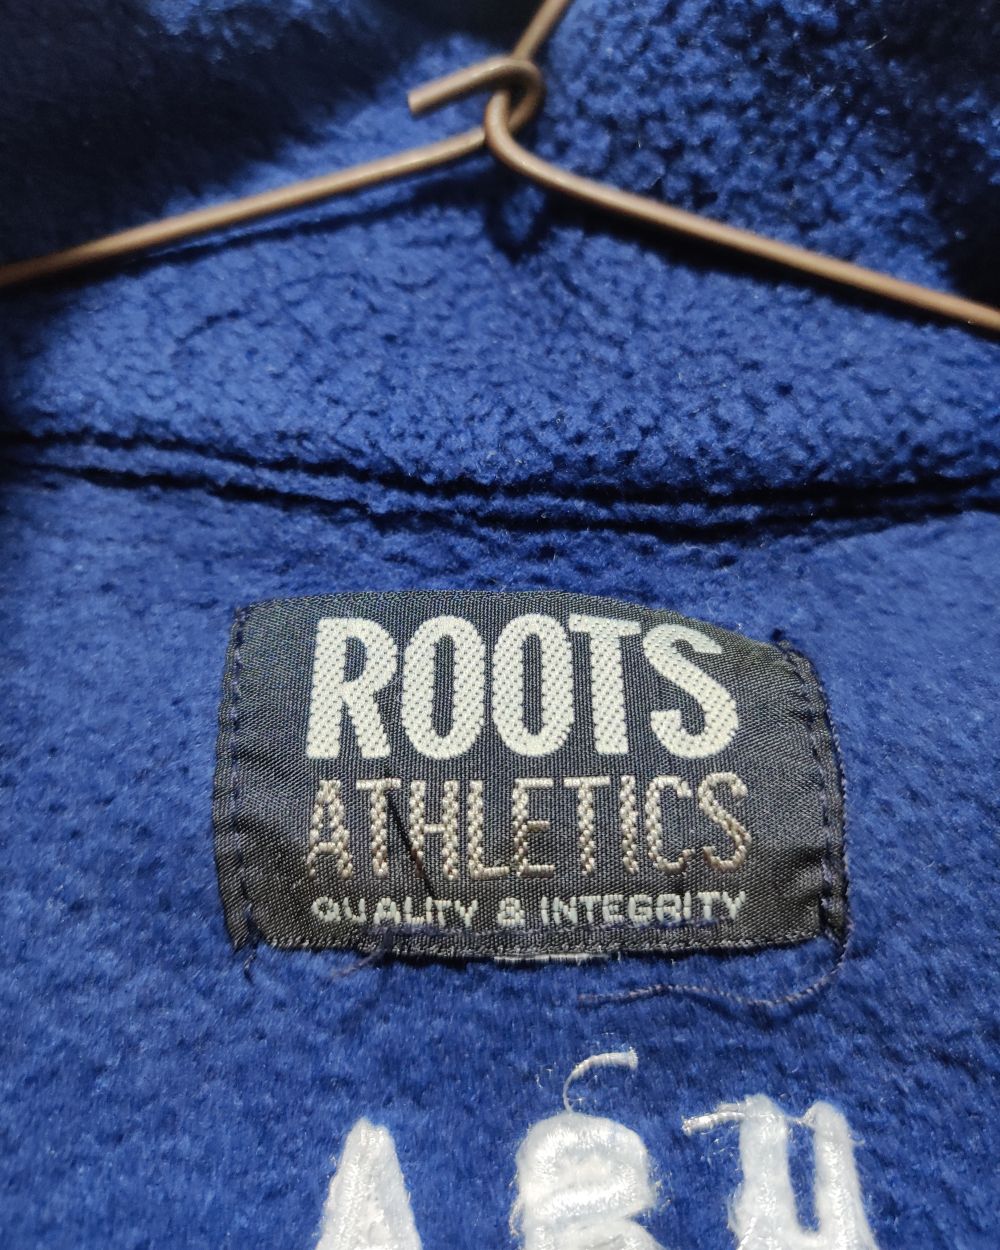 ROOTS
ATHLETICS
QUALITY & INTEGRITY